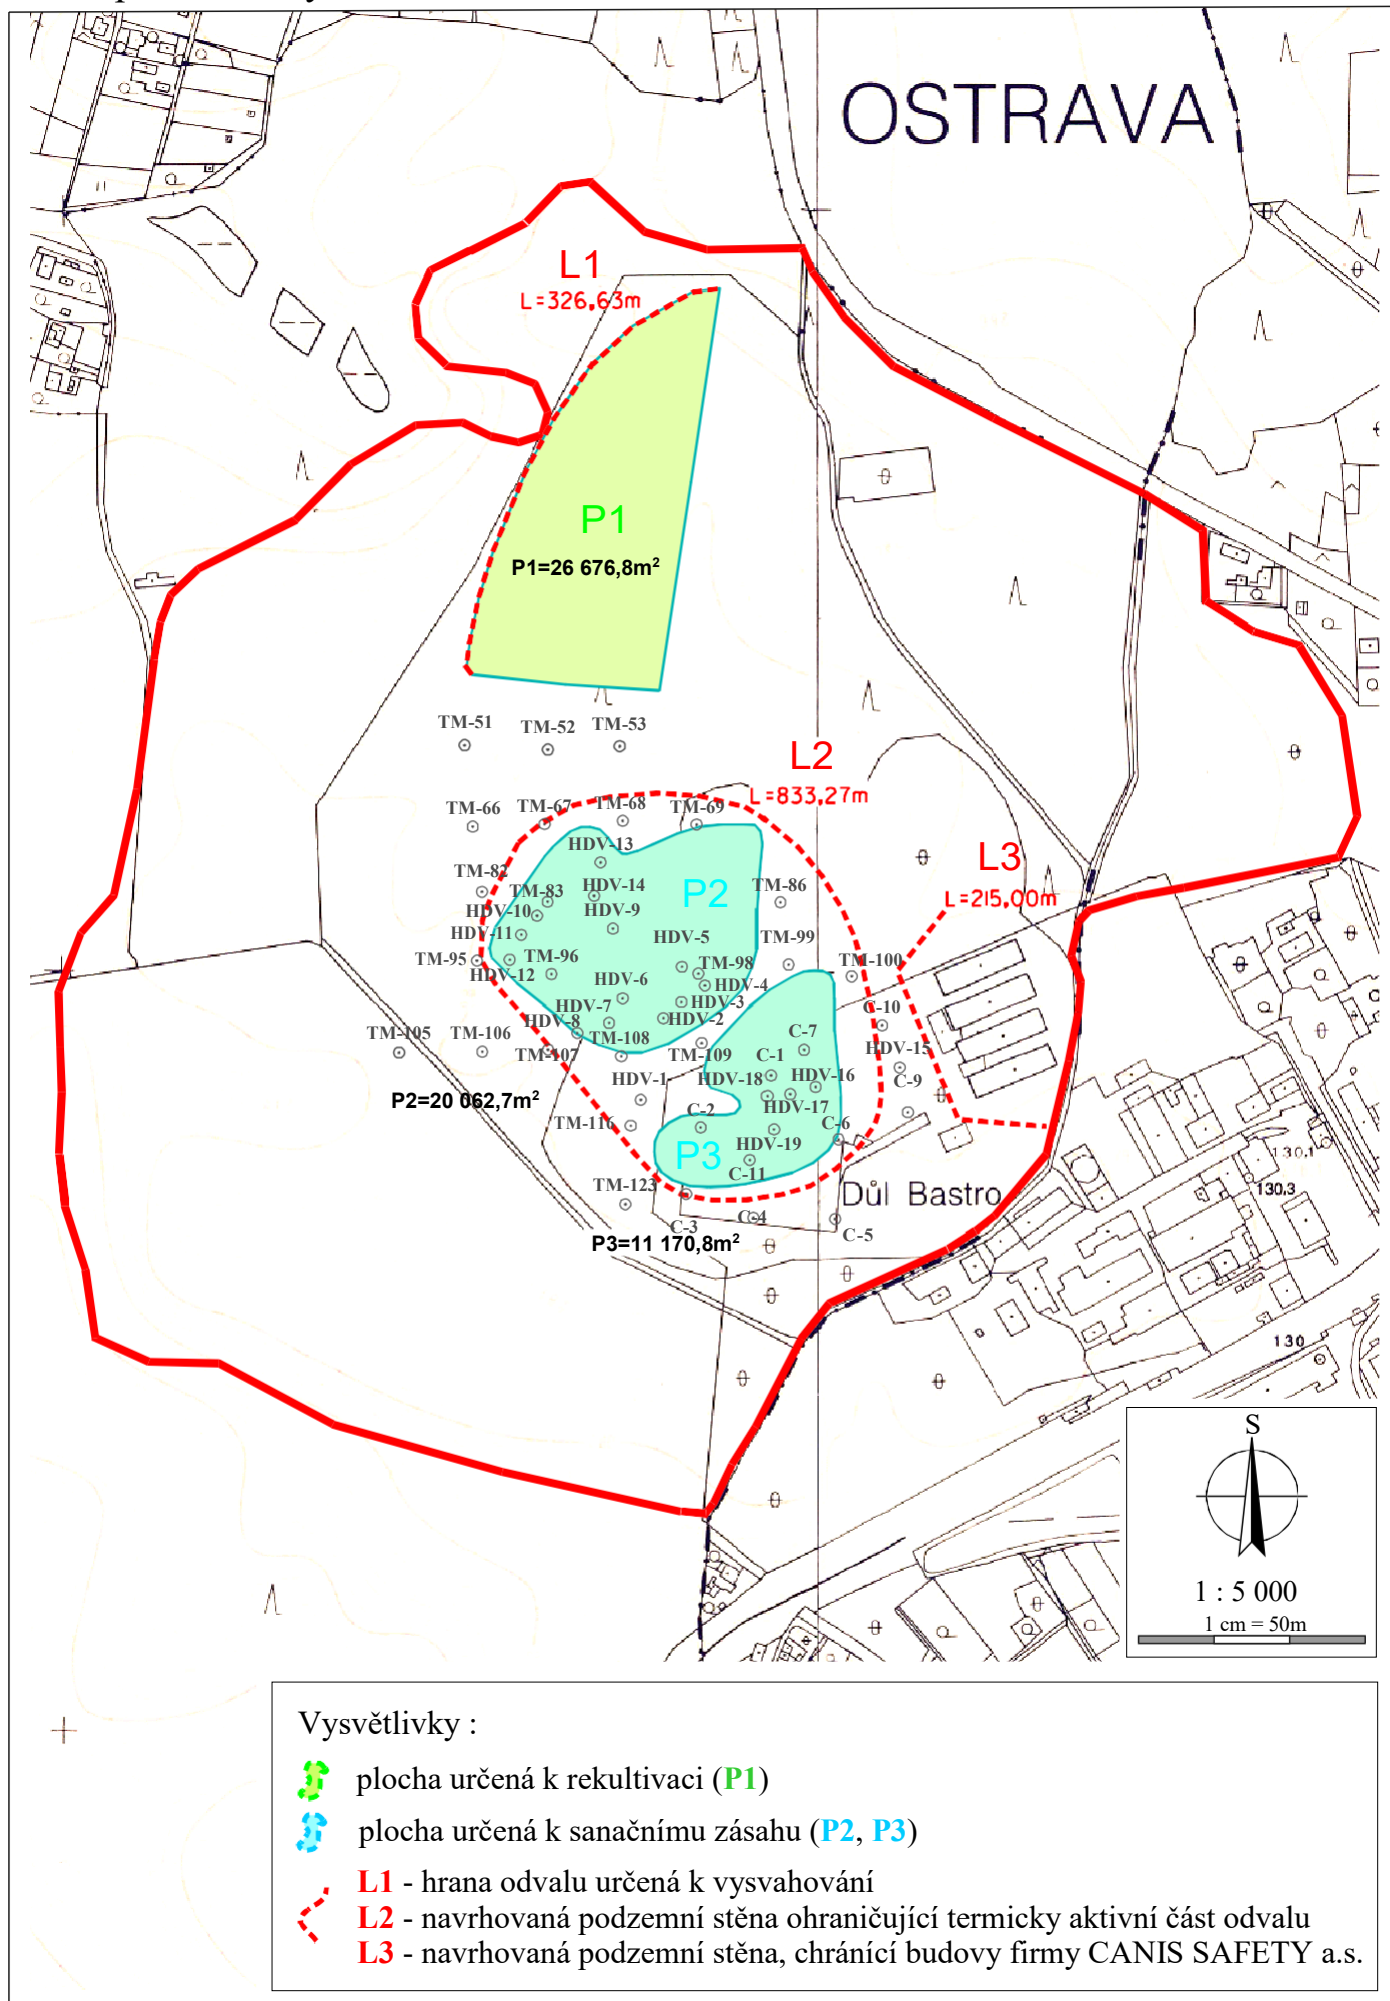 OSTRAVA
L1
L=326,63m
P1
P1=26 676,8m²
TM-51
TM-52
TM-53
L2
L=833,27m
TM-66
TM-67
TM-68
TM-69
HDV-13
L3
L=215,00m
TM-82
TM-83
HDV-14
P2
TM-86
HDV-10
HDV-9
HDV-11
HDV-5
TM-99
TM-95
HDV-12
TM-96
TM-98
TM-100
HDV-6
HDV-4
HDV-7
HDV-3
C-10
HDV-8
HDV-2
TM-105
TM-106
TM-107
TM-108
TM-109
C-7
HDV-15
C-1
HDV-1
HDV-18
HDV-16
C-9
P2=20 062,7m²
HDV-17
TM-116
C-2
C-6
P3
HDV-19
130.1
C-11
130.3
TM-123
Důl Bastro
C-3
C-4
C-5
P3=11 170,8m²
130
S
1 : 5 000
1 cm = 50m
Vysvětlivky :
plocha určená k rekultivaci (P1)
plocha určená k sanačnímu zásahu (P2, P3)
L1 - hrana odvalu určená k vysvahování
L2 - navrhovaná podzemní stěna ohraničující termicky aktivní část odvalu
L3 - navrhovaná podzemní stěna, chránící budovy firmy CANIS SAFETY a.s.